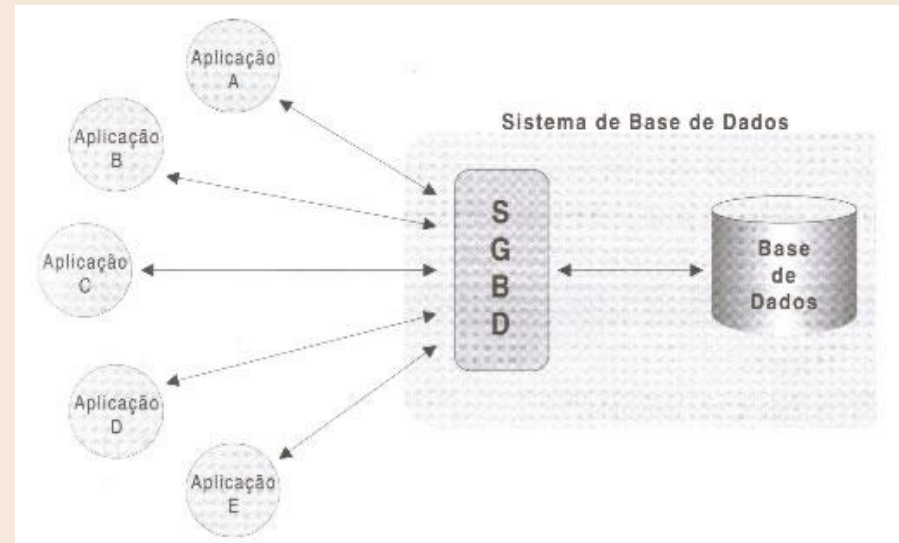 Aplicação
A
Aplicação
B
Aplicação
C
Aplicação
D
Aplicação
E
Sistema de Base de Dados
S
G
B
D
Base
de
Dados